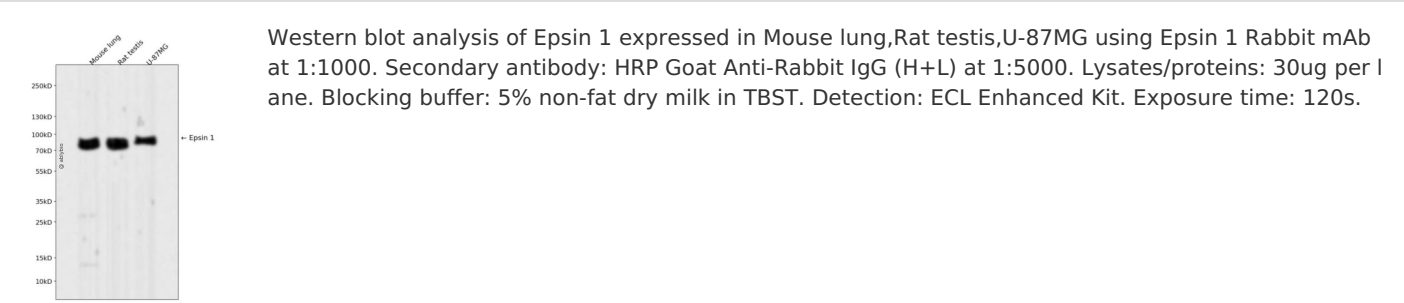 Mouse lung
Rat testis
U-87MG
250kD
130kD
100kD
70kD
55kD
35kD
25kD
15kD
10kD
@ abybio
← Epsin 1
Western blot analysis of Epsin 1 expressed in Mouse lung,Rat testis,U-87MG using Epsin 1 Rabbit mAb
at 1:1000. Secondary antibody: HRP Goat Anti-Rabbit IgG (H+L) at 1:5000. Lysates/proteins: 30ug per l
ane. Blocking buffer: 5% non-fat dry milk in TBST. Detection: ECL Enhanced Kit. Exposure time: 120s.